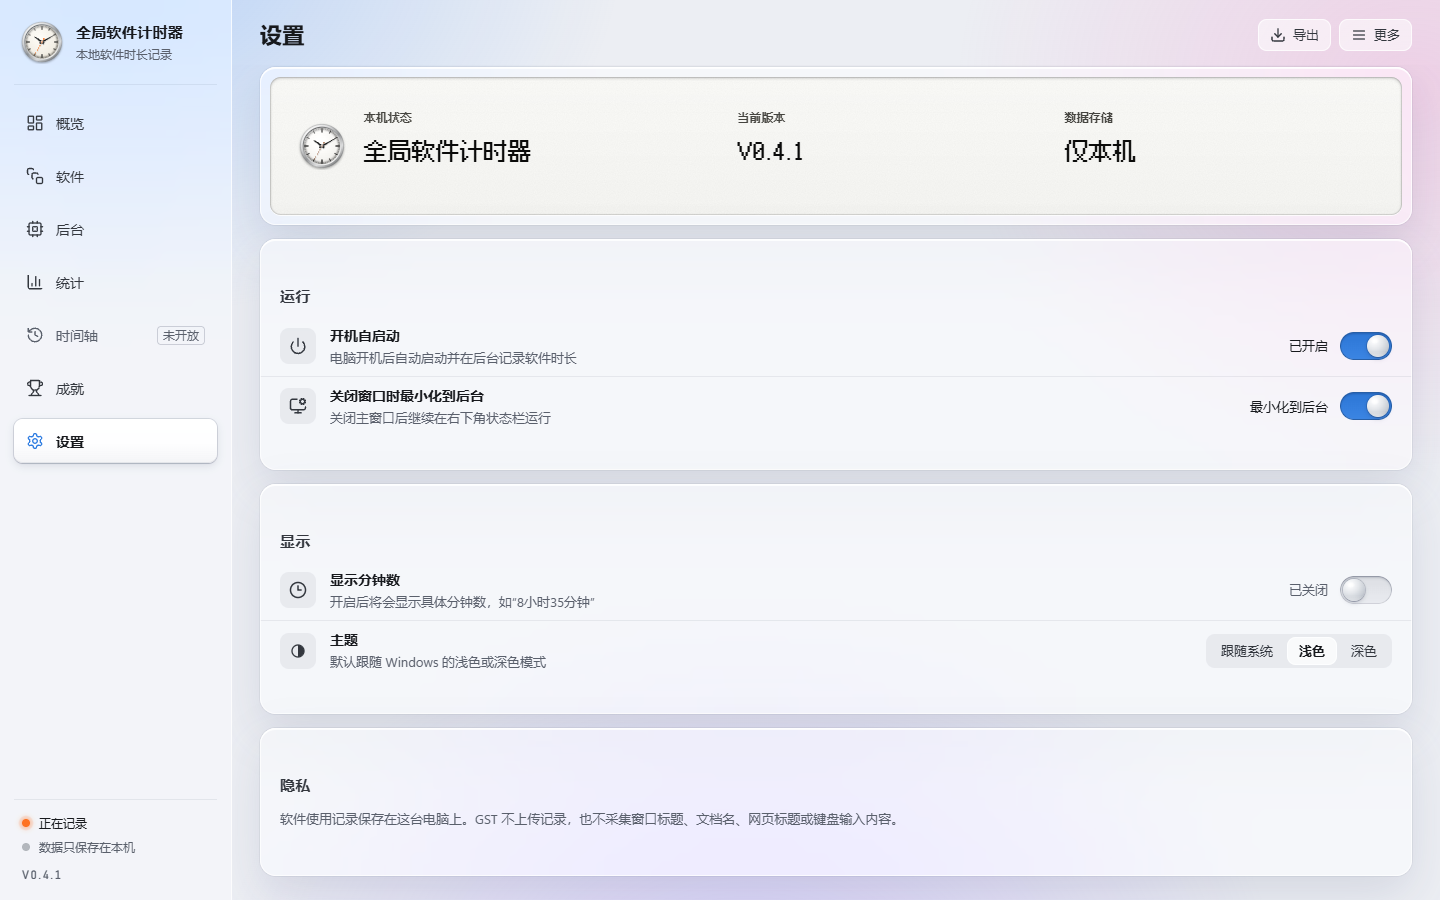 全局软件计时器
本地软件时长记录
概览
软件
后台
统计
时间轴 未开放
成就
设置
正在记录
数据只保存在本机
V0.4.1
设置
导出
更多
本机状态
全局软件计时器
当前版本
V0.4.1
数据存储
仅本机
运行
开机自启动
电脑开机后自动启动并在后台记录软件时长
已开启
关闭窗口时最小化到后台
关闭主窗口后继续在右下角状态栏运行
最小化到后台
显示
显示分钟数
开启后将会显示具体分钟数，如“8小时35分钟”
已关闭
主题
默认跟随 Windows 的浅色或深色模式
跟随系统 浅色 深色
隐私
软件使用记录保存在这台电脑上。GST 不上传记录，也不采集窗口标题、文档名、网页标题或键盘输入内容。